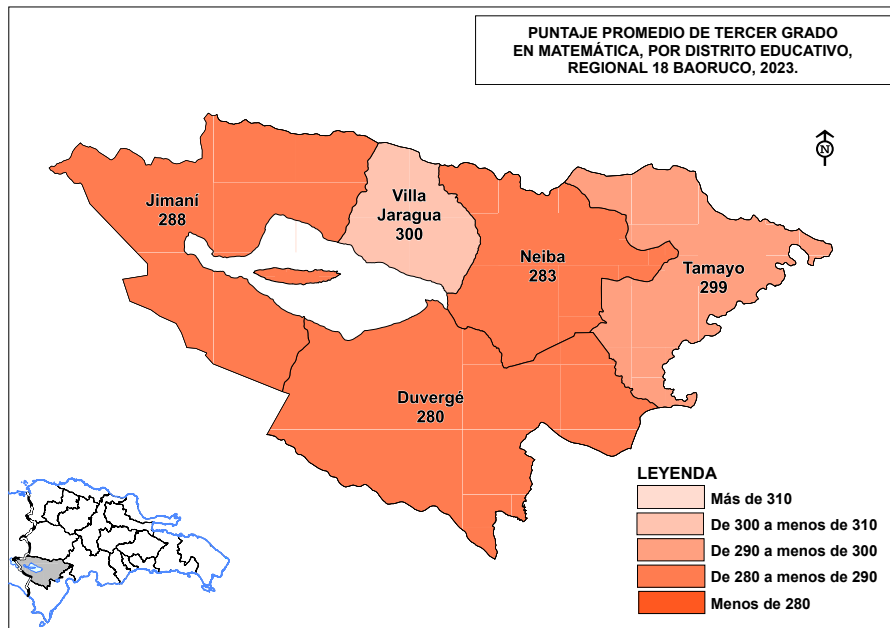 PUNTAJE PROMEDIO DE TERCER GRADO
EN MATEMÁTICA, POR DISTRITO EDUCATIVO,
REGIONAL 18 BAORUCO, 2023.
N
Jimaní
288
Villa
Jaragua
300
Neiba
283
Tamayo
299
Duvergé
280
LEYENDA
Más de 310
De 300 a menos de 310
De 290 a menos de 300
De 280 a menos de 290
Menos de 280